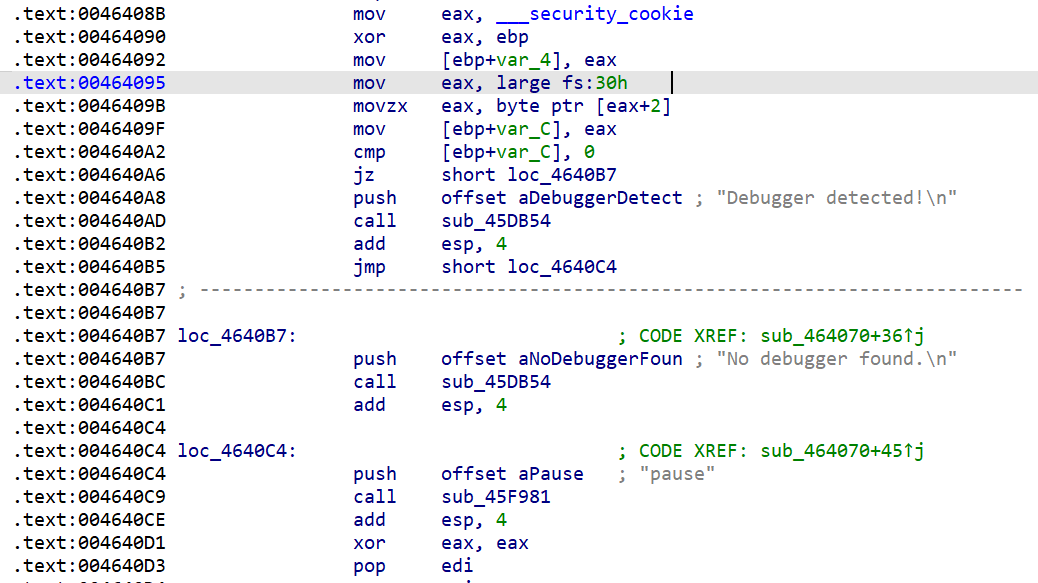 .text:0046408B mov eax, ___security_cookie
.text:00464090 xor eax, ebp
.text:00464092 mov [ebp+var_4], eax
.text:00464095 mov eax, large fs:30h
.text:0046409B movzx eax, byte ptr [eax+2]
.text:0046409F mov [ebp+var_C], eax
.text:004640A2 cmp [ebp+var_C], 0
.text:004640A6 jz short loc_4640B7
.text:004640A8 push offset aDebuggerDetect ; "Debugger detected!\n"
.text:004640AD call sub_45DB54
.text:004640B2 add esp, 4
.text:004640B5 jmp short loc_4640C4
.text:004640B7 ; ---------------------------------------------------------------------------
.text:004640B7
.text:004640B7 loc_4640B7: ; CODE XREF: sub_464070+36↑j
.text:004640B7 push offset aNoDebuggerFoun ; "No debugger found.\n"
.text:004640BC call sub_45DB54
.text:004640C1 add esp, 4
.text:004640C4
.text:004640C4 loc_4640C4: ; CODE XREF: sub_464070+45↑j
.text:004640C4 push offset aPause ; "pause"
.text:004640C9 call sub_45F981
.text:004640CE add esp, 4
.text:004640D1 xor eax, eax
.text:004640D3 pop edi